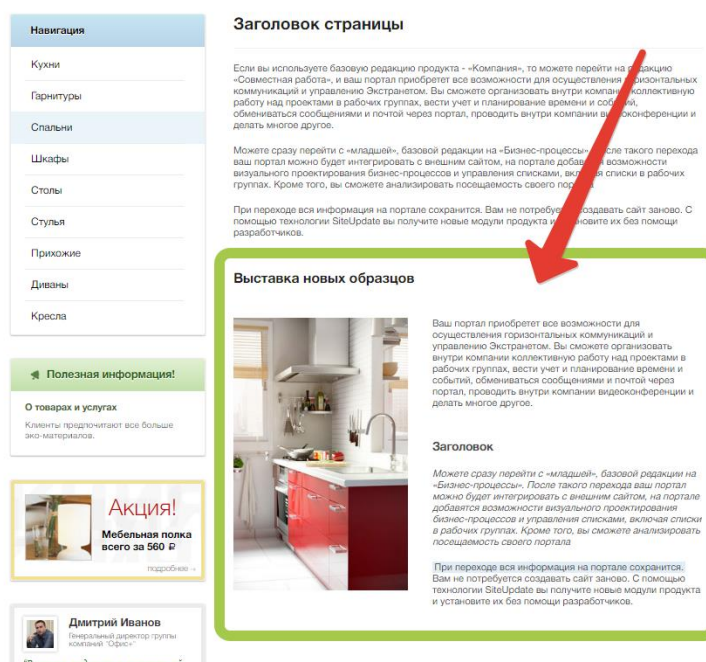 Навигация
Кухни
Гарнитуры
Спальни
Шкафы
Столы
Стулья
Прихожие
Диваны
Кресла
Полезная информация!
О товарах и услугах
Клиенты предпочитают все больше
эко-материалов.
Акция!
Мебельная полка
всего за 560 ₽
подробнее →
Дмитрий Иванов
Генеральный директор группы
компаний "Офис+"
Заголовок страницы
Если вы используете базовую редакцию продукта - «Компания», то можете перейти на
«Совместная работа», и ваш портал приобретет все возможности для осуществления горизонтальных
коммуникаций и управлению Экстранетом. Вы сможете организовать внутри компании коллективную
работу над проектами в рабочих группах, вести учет и планирование времени и событий,
обмениваться сообщениями и почтой через портал, проводить внутри компании видеоконференции и
делать многое другое.
Можете сразу перейти с «младшей», базовой редакции на «Бизнес-процессы». После такого перехода
ваш портал можно будет интегрировать с внешним сайтом, на портале добавятся возможности
визуального проектирования бизнес-процессов и управления списками, включая списки в рабочих
группах. Кроме того, вы сможете анализировать посещаемость своего портала
При переходе вся информация на портале сохранится. Вам не потребуется создавать сайт заново. С
помощью технологии SiteUpdate вы получите новые модули продукта и установите их без помощи
разработчиков.
Выставка новых образцов
Ваш портал приобретет все возможности для
осуществления горизонтальных коммуникаций и
управлению Экстранетом. Вы сможете организовать
внутри компании коллективную работу над проектами в
рабочих группах, вести учет и планирование времени и
событий, обмениваться сообщениями и почтой через
портал, проводить внутри компании видеоконференции и
делать многое другое.
Заголовок
Можете сразу перейти с «младшей», базовой редакции на
«Бизнес-процессы». После такого перехода ваш портал
можно будет интегрировать с внешним сайтом, на портале
добавятся возможности визуального проектирования
бизнес-процессов и управления списками, включая списки
в рабочих группах. Кроме того, вы сможете анализировать
посещаемость своего портала
При переходе вся информация на портале сохранится.
Вам не потребуется создавать сайт заново. С помощью
технологии SiteUpdate вы получите новые модули продукта
и установите их без помощи разработчиков.